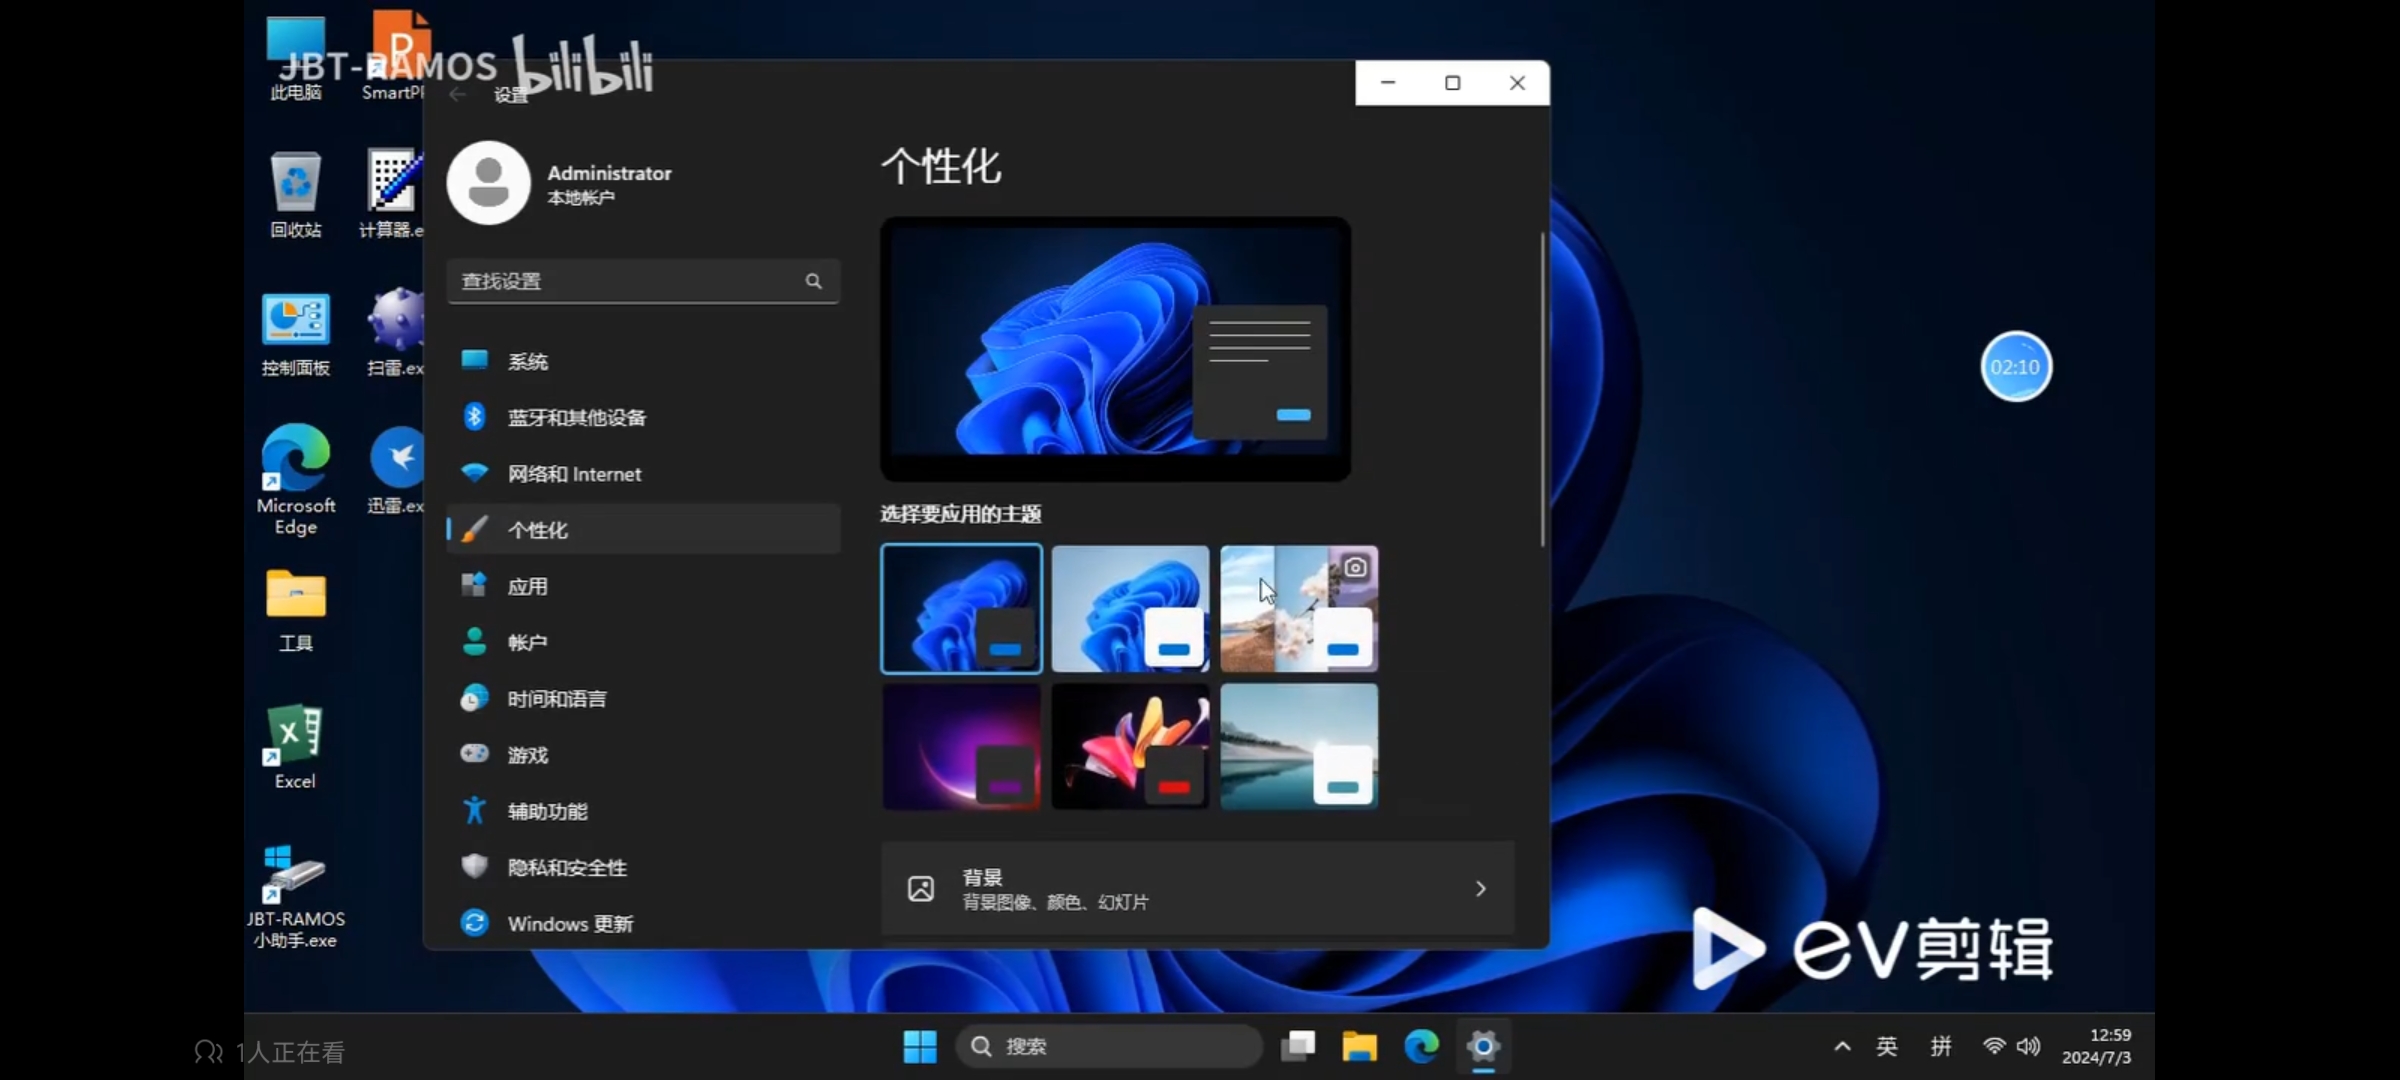 JBT-RAMOS bilibili
此电脑
SmartP
回收站
计算器.e
控制面板
扫雷.ex
Microsoft
Edge
迅雷.ex
工具
Excel
JBT-RAMOS
小助手.exe
设置
Administrator
本地帐户
查找设置
系统
蓝牙和其他设备
网络和 Internet
个性化
应用
帐户
时间和语言
游戏
辅助功能
隐私和安全性
Windows 更新
个性化
选择要应用的主题
背景
背景图像、颜色、幻灯片
02:10
ev剪辑
1人正在看
搜索
英
拼
12:59
2024/7/3